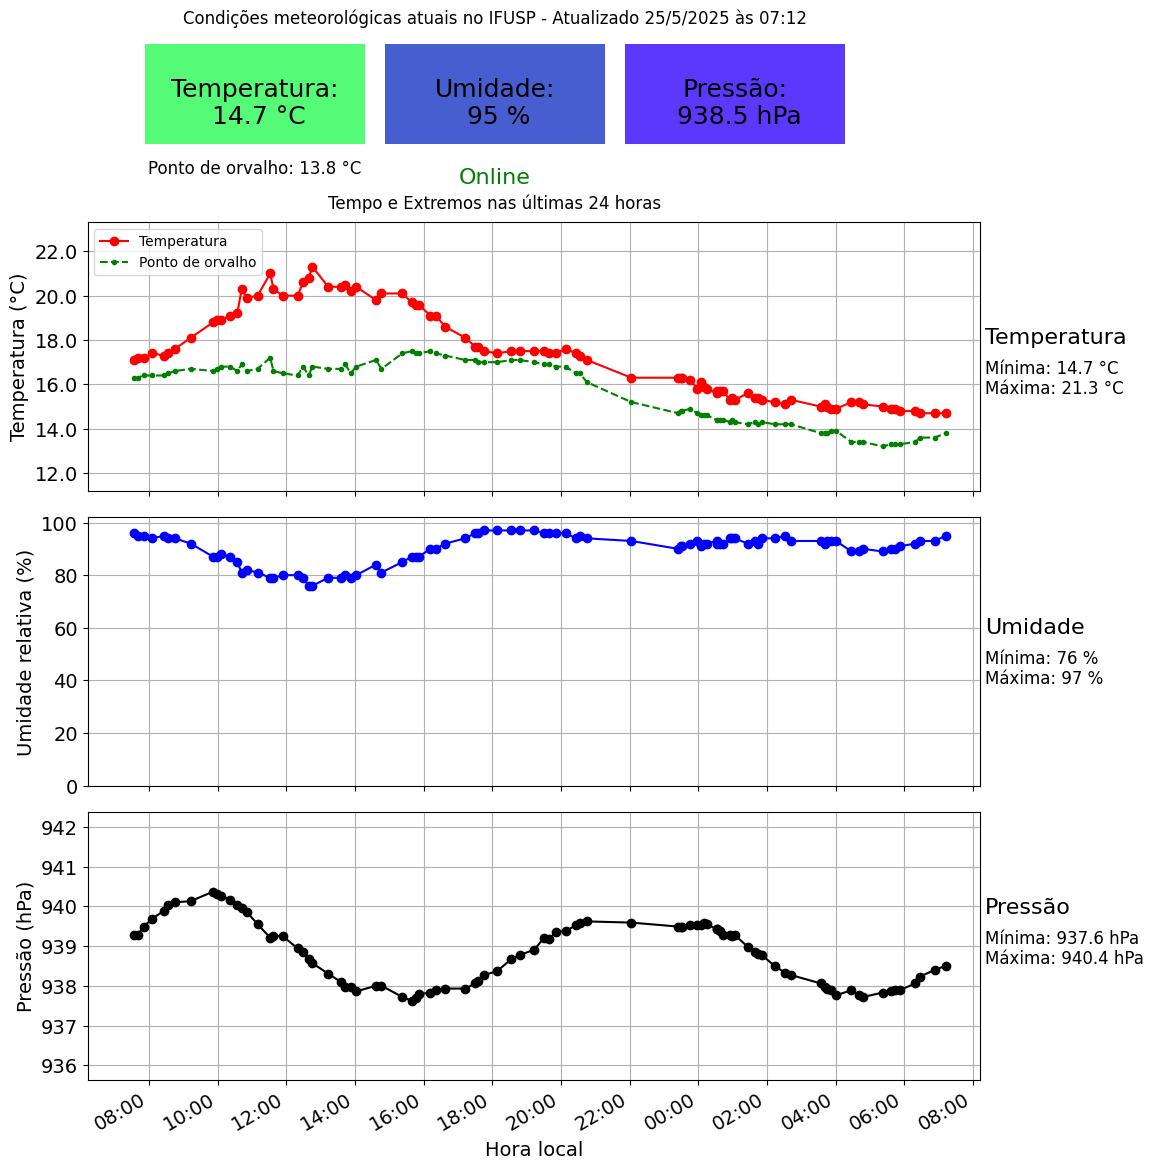 Condições meteorológicas atuais no IFUSP - Atualizado 25/5/2025 às 07:12
Temperatura:
14.7 °C
Umidade:
95 %
Pressão:
938.5 hPa
Ponto de orvalho: 13.8 °C
Online
Tempo e Extremos nas últimas 24 horas
Temperatura (°C)
22.0
20.0
18.0
16.0
14.0
12.0
Temperatura
Ponto de orvalho
Temperatura
Mínima: 14.7 °C
Máxima: 21.3 °C
Umidade relativa (%)
100
80
60
40
20
0
Umidade
Mínima: 76 %
Máxima: 97 %
Pressão (hPa)
942
941
940
939
938
937
936
Pressão
Mínima: 937.6 hPa
Máxima: 940.4 hPa
08:00 10:00 12:00 14:00 16:00 18:00 20:00 22:00 00:00 02:00 04:00 06:00 08:00
Hora local